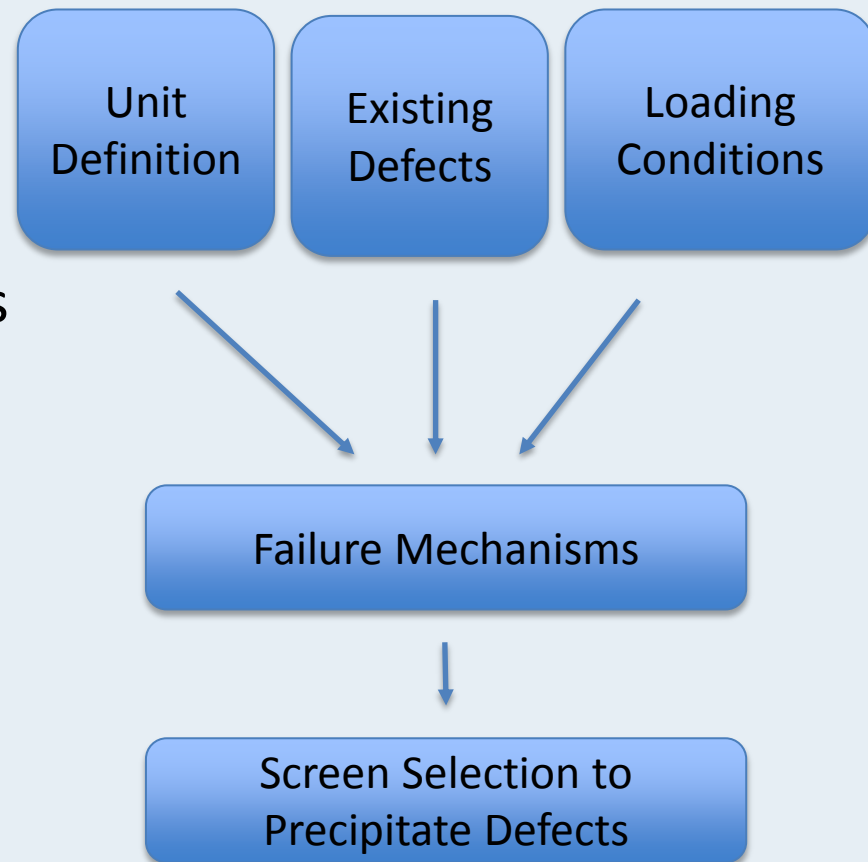 Unit
Definition
Existing
Defects
Loading
Conditions
s
Failure Mechanisms
Screen Selection to
Precipitate Defects